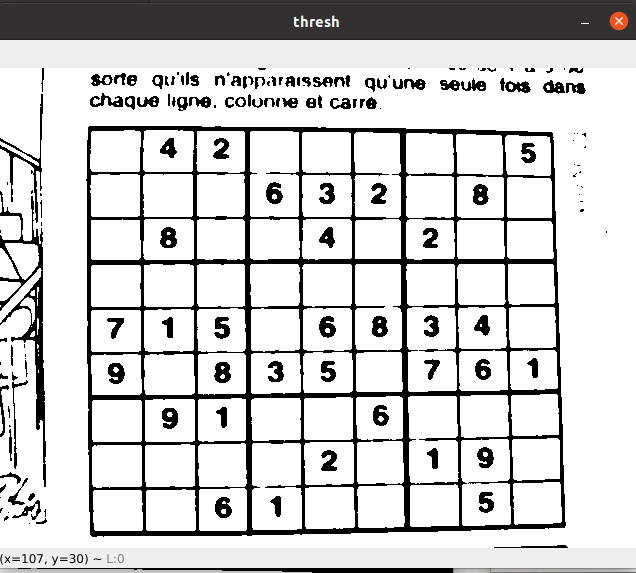 thresh
sorte qu'ils n'apparaissent qu'une seule fois dans
chaque ligne, colonne et carré.
4 2 5
6 3 2 8
8 4 2
7 1 5 6 8 3 4
9 8 3 5 7 6 1
9 1 6
2 1 9
6 1 5
(x=107, y=30) ~ L:0